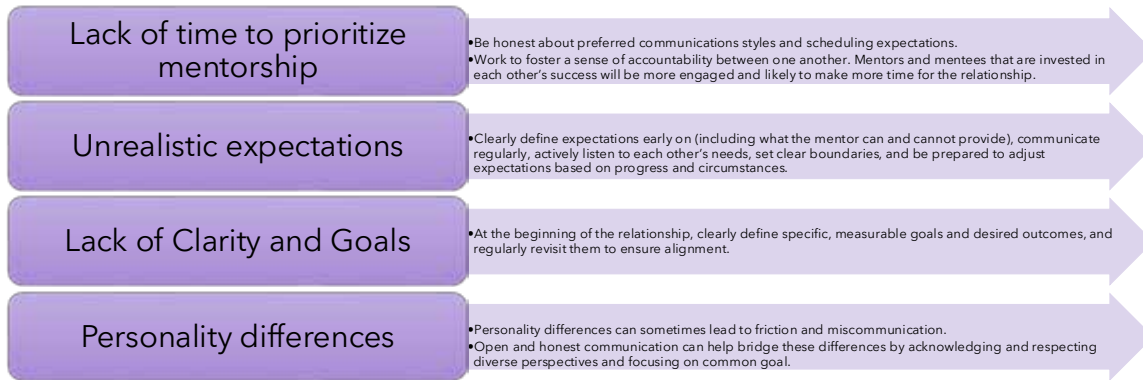 Lack of time to prioritize
mentorship
•Be honest about preferred communications styles and scheduling expectations.
•Work to foster a sense of accountability between one another. Mentors and mentees that are invested in
each other's success will be more engaged and likely to make more time for the relationship.
Unrealistic expectations
•Clearly define expectations early on (including what the mentor can and cannot provide), communicate
regularly, actively listen to each other's needs, set clear boundaries, and be prepared to adjust
expectations based on progress and circumstances.
Lack of Clarity and Goals
•At the beginning of the relationship, clearly define specific, measurable goals and desired outcomes, and
regularly revisit them to ensure alignment.
Personality differences
•Personality differences can sometimes lead to friction and miscommunication.
•Open and honest communication can help bridge these differences by acknowledging and respecting
diverse perspectives and focusing on common goal.